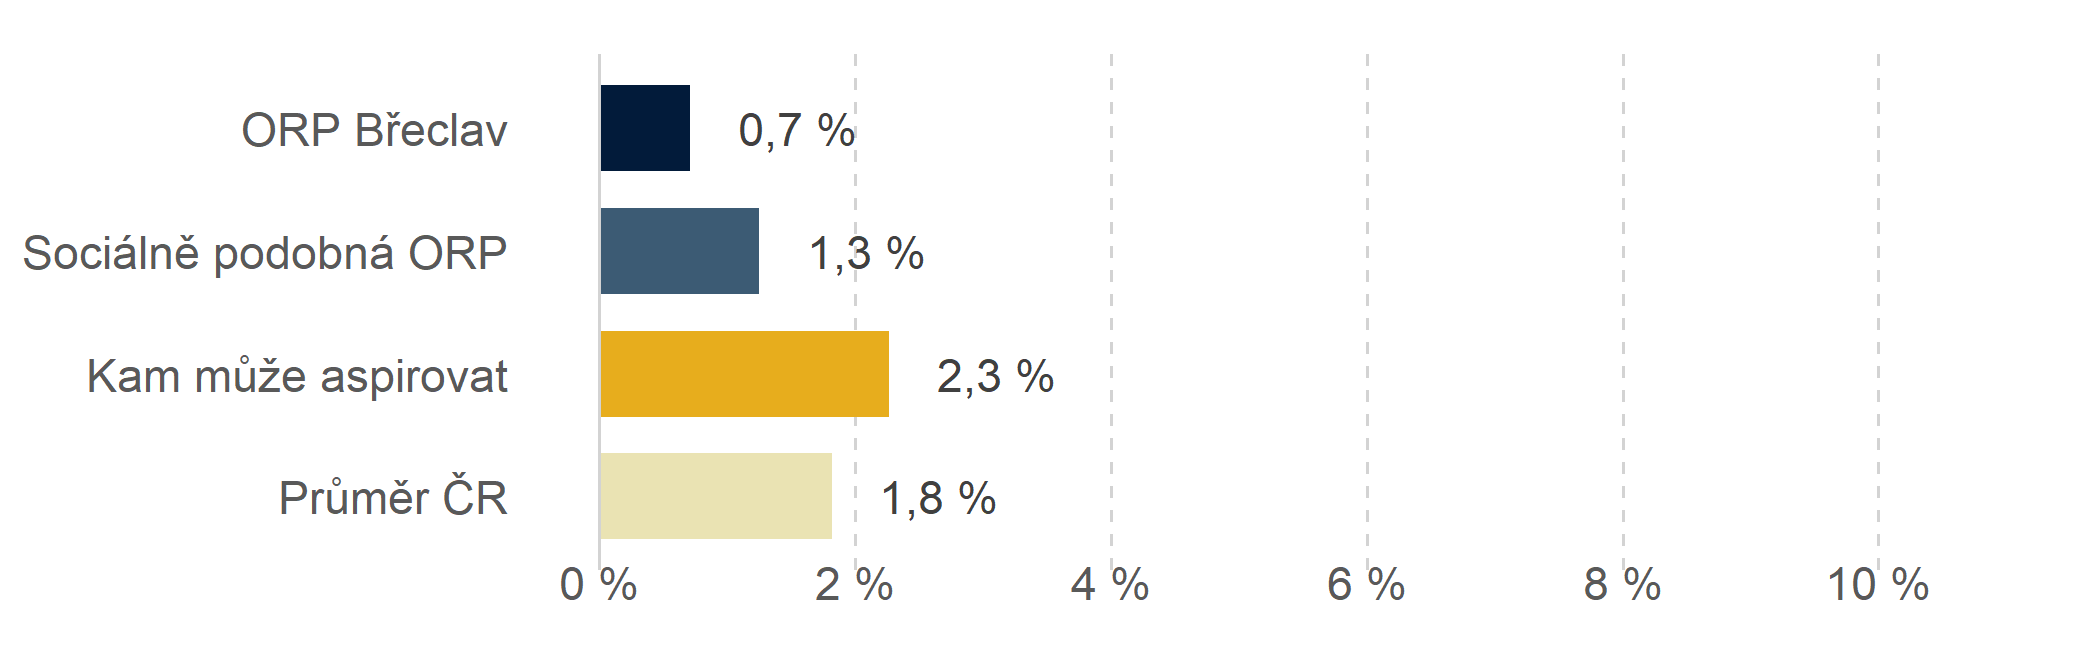 ORP Břeclav 0,7 %
Sociálně podobná ORP 1,3 %
Kam může aspirovat 2,3 %
Průměr ČR 1,8 %
0 % 2 % 4 % 6 % 8 % 10 %